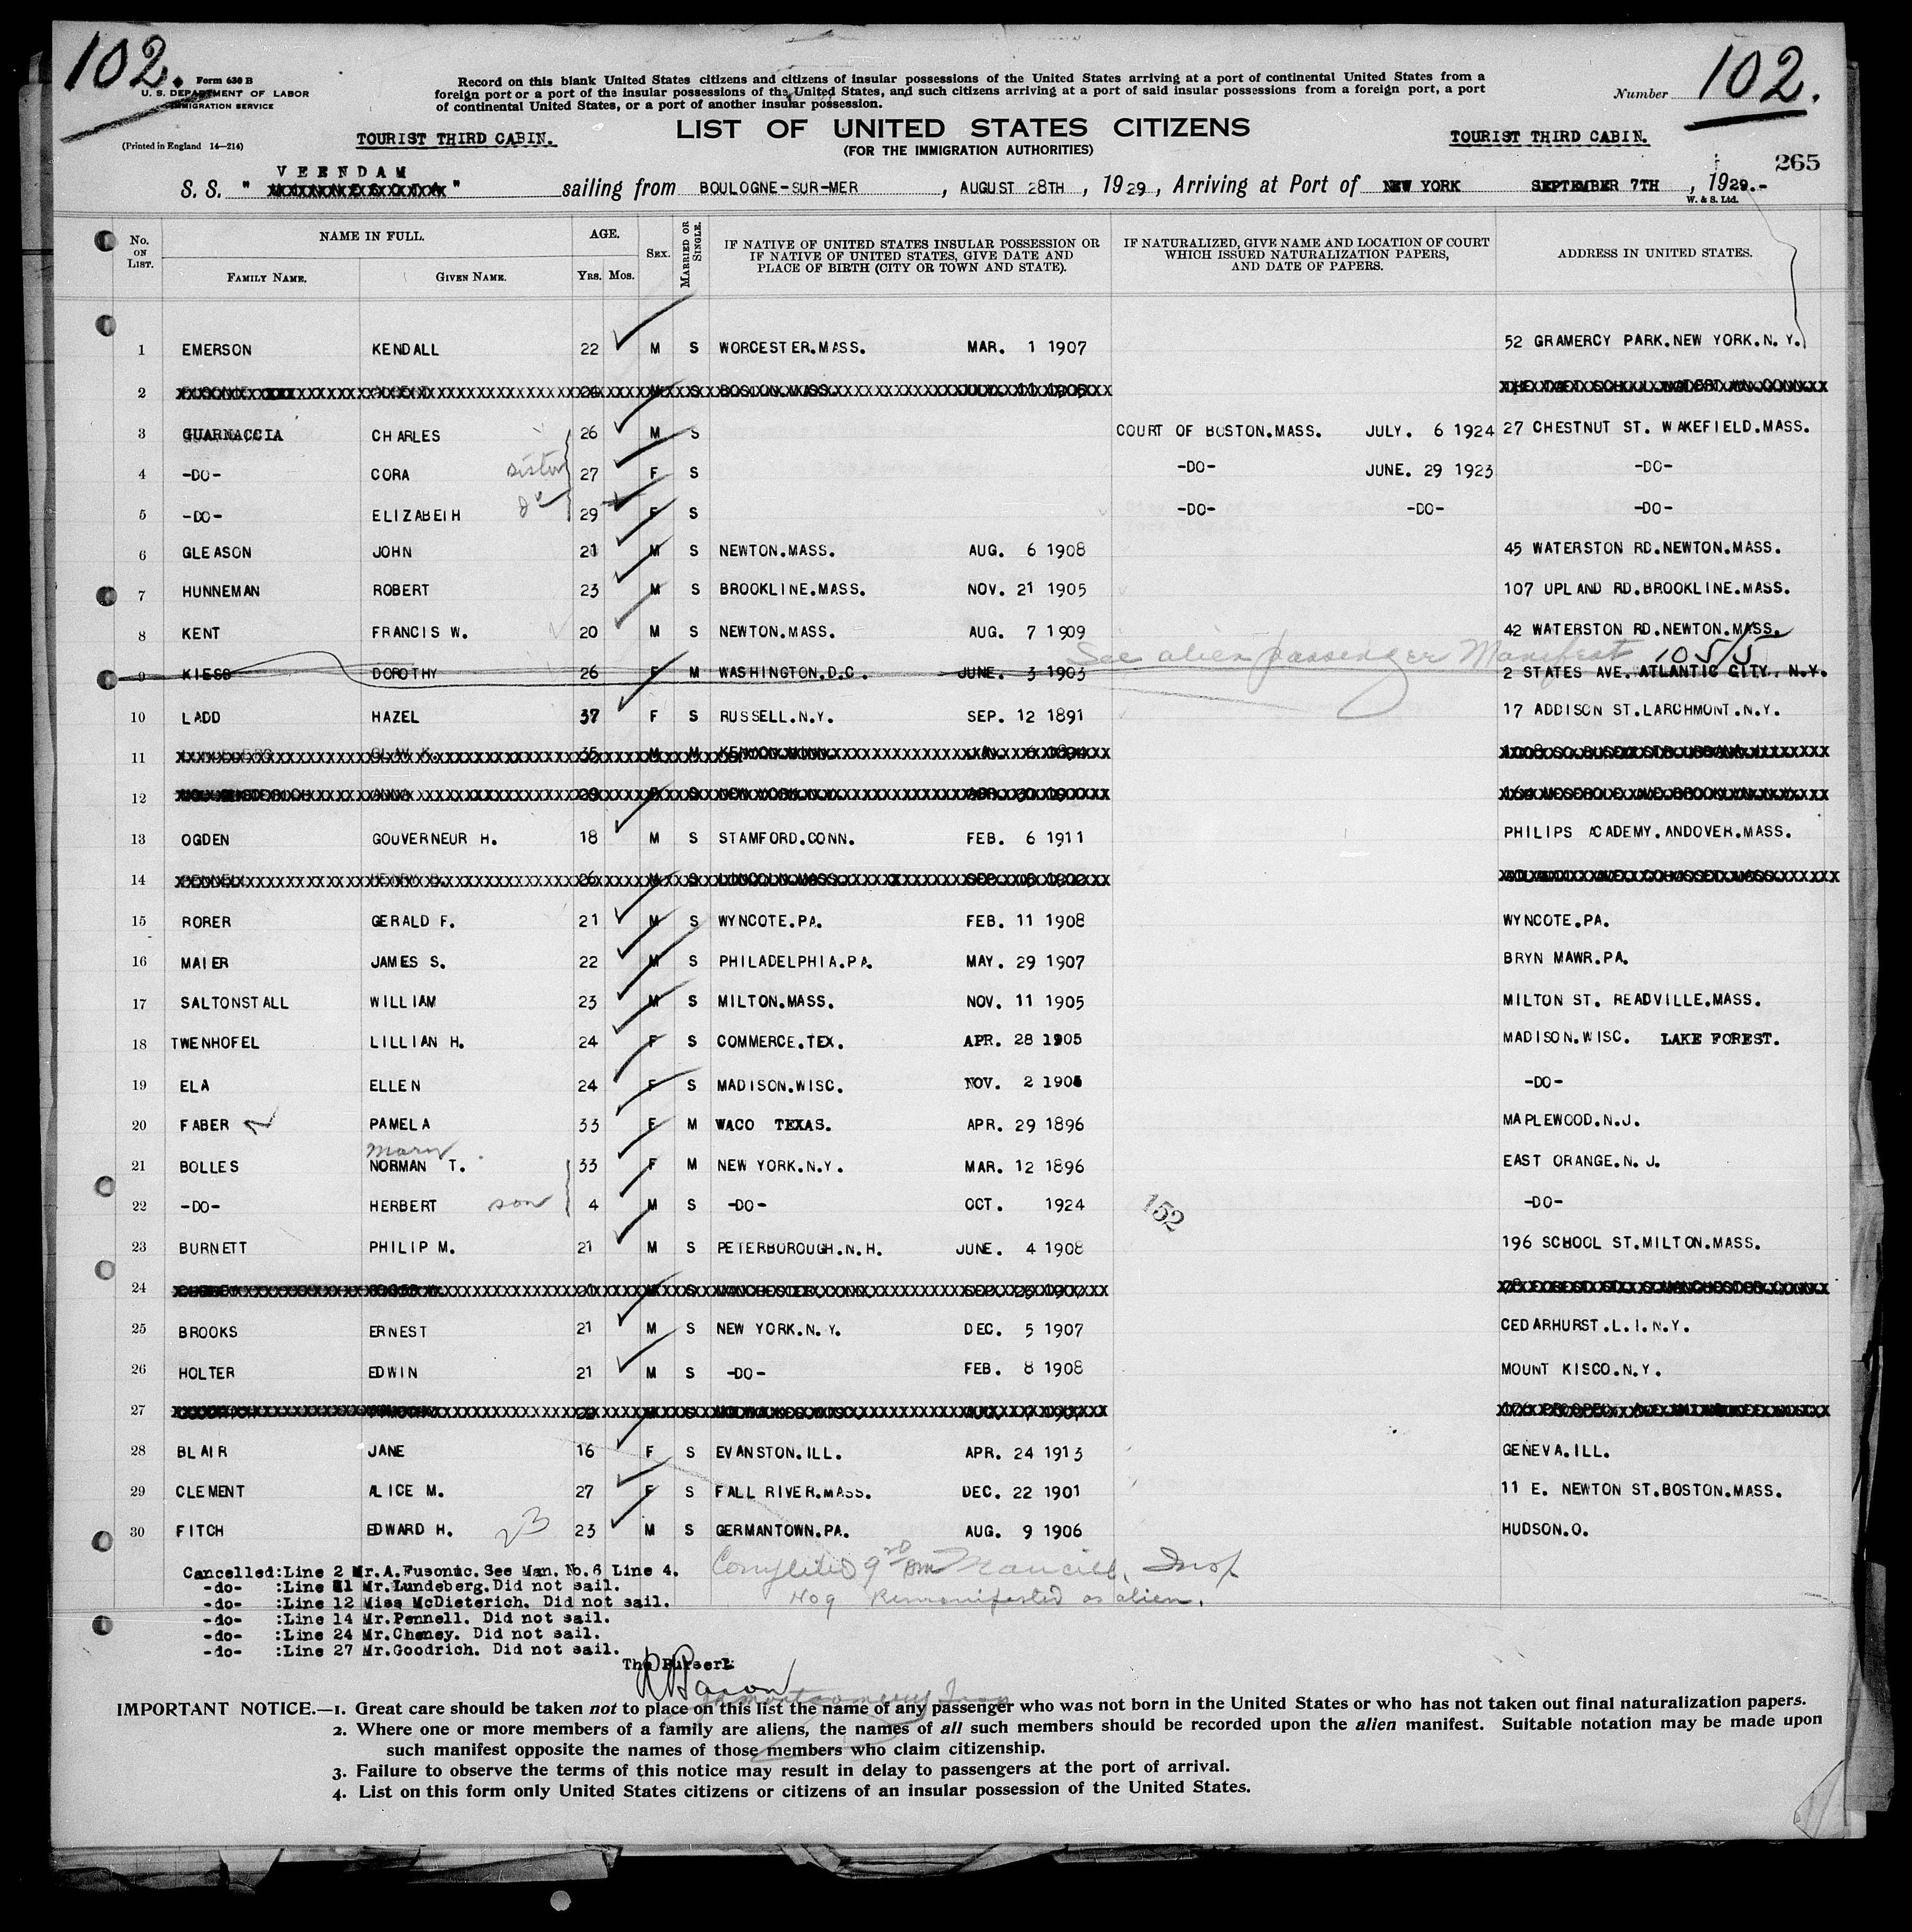 102.
102.
Form 630 B
U. S. DEPARTMENT OF LABOR
IMMIGRATION SERVICE
(Printed in England 14—214)
Record on this blank United States citizens and citizens of insular possessions of the United States arriving at a port of continental United States from a
foreign port or a port of the insular possessions of the United States, and such citizens arriving at a port of said insular possessions from a foreign port, a port
of continental United States, or a port of another insular possession.
Number
TOURIST THIRD CABIN.
LIST OF UNITED STATES CITIZENS
(FOR THE IMMIGRATION AUTHORITIES)
TOURIST THIRD CABIN.
265
VEENDAM
S. S. " " sailing from BOULOGNE-SUR-MER , AUGUST 28TH , 1929 , Arriving at Port of NEW YORK SEPTEMBER 7TH , 1929.-
W. & S. Ltd.
No. ON LIST. NAME IN FULL. FAMILY NAME. GIVEN NAME. AGE. YRS. MOS. SEX. MARRIED OR SINGLE. IF NATIVE OF UNITED STATES INSULAR POSSESSION OR IF NATIVE OF UNITED STATES, GIVE DATE AND PLACE OF BIRTH (CITY OR TOWN AND STATE). IF NATURALIZED, GIVE NAME AND LOCATION OF COURT WHICH ISSUED NATURALIZATION PAPERS, AND DATE OF PAPERS. ADDRESS IN UNITED STATES.
1 EMERSON KENDALL 22 M S WORCESTER.MASS. MAR. 1 1907 52 GRAMERCY PARK.NEW YORK.N.Y.
2 M S BOSTON.MASS.
3 GUARNACCIA CHARLES 26 M S COURT OF BOSTON.MASS. JULY. 6 1924 27 CHESTNUT ST. WAKEFIELD.MASS.
4 -DO- CORA sister 27 F S -DO- JUNE. 29 1923 -DO-
5 -DO- ELIZABETH 29 F S -DO- -DO- -DO-
6 GLEASON JOHN 21 M S NEWTON.MASS. AUG. 6 1908 45 WATERSTON RD.NEWTON.MASS.
7 HUNNEMAN ROBERT 23 M S BROOKLINE.MASS. NOV. 21 1905 107 UPLAND RD.BROOKLINE.MASS.
8 KENT FRANCIS W. 20 M S NEWTON.MASS. AUG. 7 1909 42 WATERSTON RD.NEWTON.MASS.
See alien passenger Manifest 105/5
9 KIESS DOROTHY 26 F M WASHINGTON.D.C. JUNE. 3 1903 2 STATES AVE. ATLANTIC CITY. N.Y.
10 LADD HAZEL 37 F S RUSSELL.N.Y. SEP. 12 1891 17 ADDISON ST.LARCHMONT.N.Y.
11 OLAW K. 35 M M KENYON.MINN.
12 ANNA 29 F S NEW YORK.N.Y.
13 OGDEN GOUVERNEUR H. 18 M S STAMFORD.CONN. FEB. 6 1911 PHILIPS ACADEMY.ANDOVER.MASS.
14 26 M S LINCOLN.MASS.
15 RORER GERALD F. 21 M S WYNCOTE.PA. FEB. 11 1908 WYNCOTE.PA.
16 MAIER JAMES S. 22 M S PHILADELPHIA.PA. MAY. 29 1907 BRYN MAWR.PA.
17 SALTONSTALL WILLIAM 23 M S MILTON.MASS. NOV. 11 1905 MILTON ST. READVILLE.MASS.
18 TWENHOFEL LILLIAN H. 24 F S COMMERCE.TEX. APR. 28 1905 MADISON.WISC. LAKE FOREST.
19 ELA ELLEN 24 F S MADISON.WISC. NOV. 2 1905 -DO-
20 FABER PAMELA 33 F M WACO TEXAS. APR. 29 1896 MAPLEWOOD.N.J.
Mary
21 BOLLES NORMAN T. 33 F M NEW YORK.N.Y. MAR. 12 1896 EAST ORANGE.N.J.
22 -DO- HERBERT son 4 M S -DO- OCT. 1924 152 -DO-
23 BURNETT PHILIP M. 21 M S PETERBOROUGH.N.H. JUNE. 4 1908 196 SCHOOL ST.MILTON.MASS.
24 M S
25 BROOKS ERNEST 21 M S NEW YORK.N.Y. DEC. 5 1907 CEDARHURST.L.I.N.Y.
26 HOLTER EDWIN 21 M S -DO- FEB. 8 1908 MOUNT KISCO.N.Y.
27
28 BLAIR JANE 16 F S EVANSTON.ILL. APR. 24 1913 GENEVA.ILL.
29 CLEMENT ALICE M. 27 F S FALL RIVER.MASS. DEC. 22 1901 11 E. NEWTON ST.BOSTON.MASS.
30 FITCH EDWARD H. 23 23 M S GERMANTOWN.PA. AUG. 9 1906 HUDSON.O.
Cancelled:Line 2 Mr.A.Fusonic. See Man. No.6 Line 4.
-do- :Line 11 Mr.Lundeberg.Did not sail.
-do- :Line 12 Miss McDieterich. Did not sail.
-do- :Line 14 Mr.Pennell. Did not sail.
-do- :Line 24 Mr.Cheney. Did not sail.
-do- :Line 27 Mr.Goodrich. Did not sail.
No 9 Remanifested as alien.
The Purser:
IMPORTANT NOTICE.—1. Great care should be taken not to place on this list the name of any passenger who was not born in the United States or who has not taken out final naturalization papers.
2. Where one or more members of a family are aliens, the names of all such members should be recorded upon the alien manifest. Suitable notation may be made upon
such manifest opposite the names of those members who claim citizenship.
3. Failure to observe the terms of this notice may result in delay to passengers at the port of arrival.
4. List on this form only United States citizens or citizens of an insular possession of the United States.